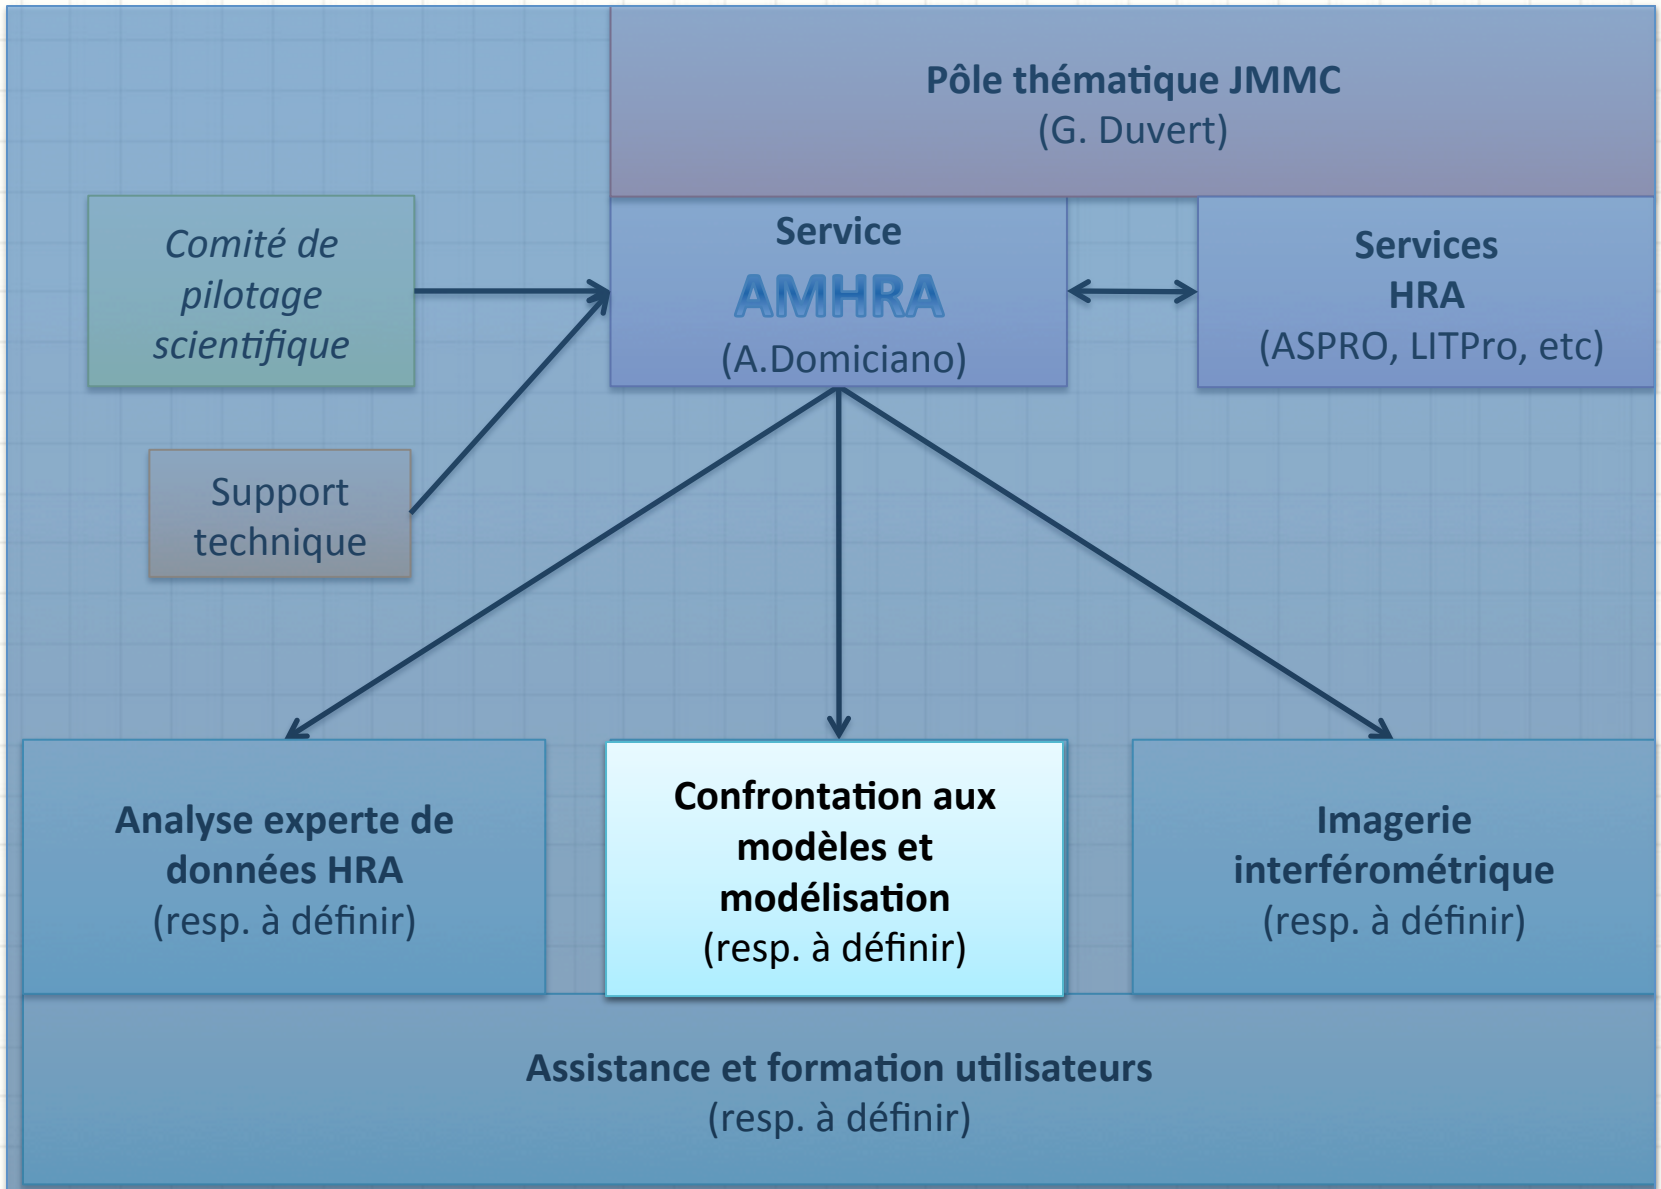 Pôle thématique JMMC
(G. Duvert)
Comité de
pilotage
scientifique
Service
AMHRA
(A.Domiciano)
Services
HRA
(ASPRO, LITPro, etc)
Support
technique
Analyse experte de
données HRA
(resp. à définir)
Confrontation aux
modèles et
modélisation
(resp. à définir)
Imagerie
interférométrique
(resp. à définir)
Assistance et formation utilisateurs
(resp. à définir)